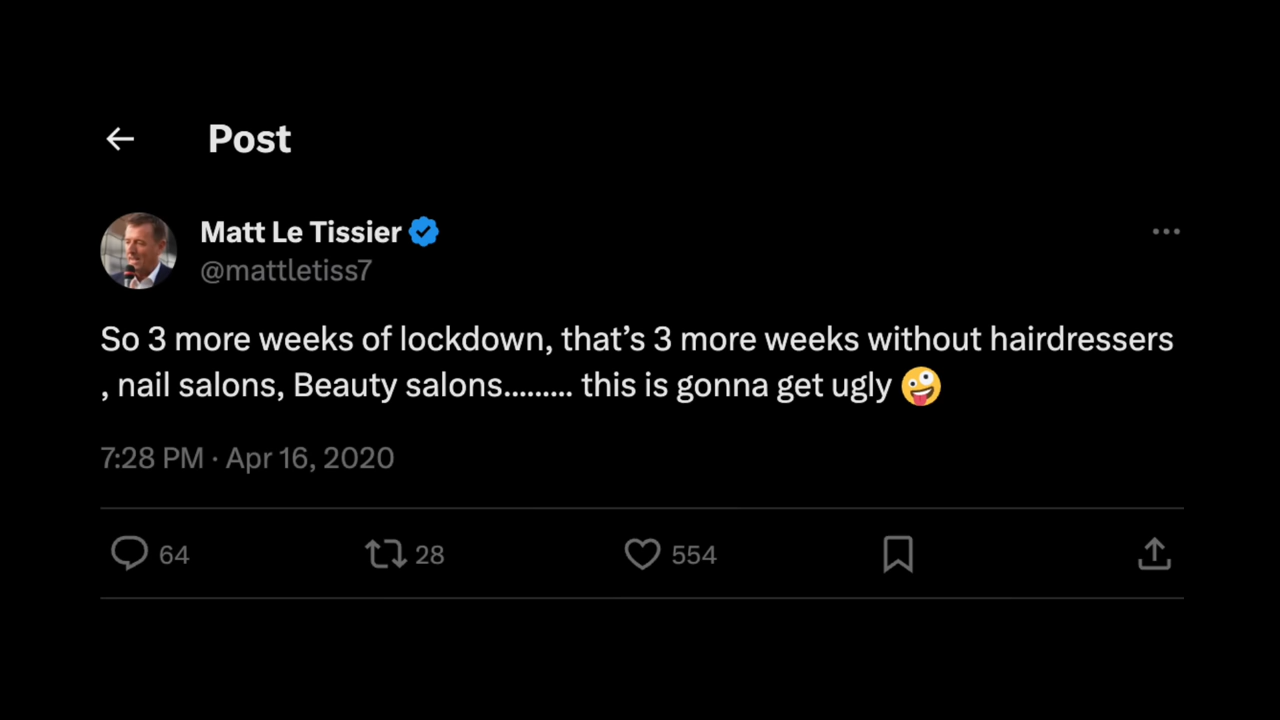 Post
Matt Le Tissier
@mattletiss7
So 3 more weeks of lockdown, that’s 3 more weeks without hairdressers
, nail salons, Beauty salons......... this is gonna get ugly 🤪
7:28 PM · Apr 16, 2020
64 28 554